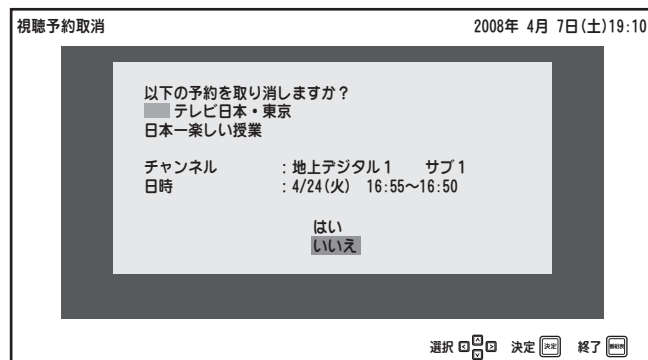 視聴予約取消
2008年 4月 7日(土)19:10
以下の予約を取り消しますか？
テレビ日本・東京
日本一楽しい授業
チャンネル ：地上デジタル1 サブ1
日時 ：4/24(火) 16:55～16:50
はい
いいえ
選択 決定 決定 終了